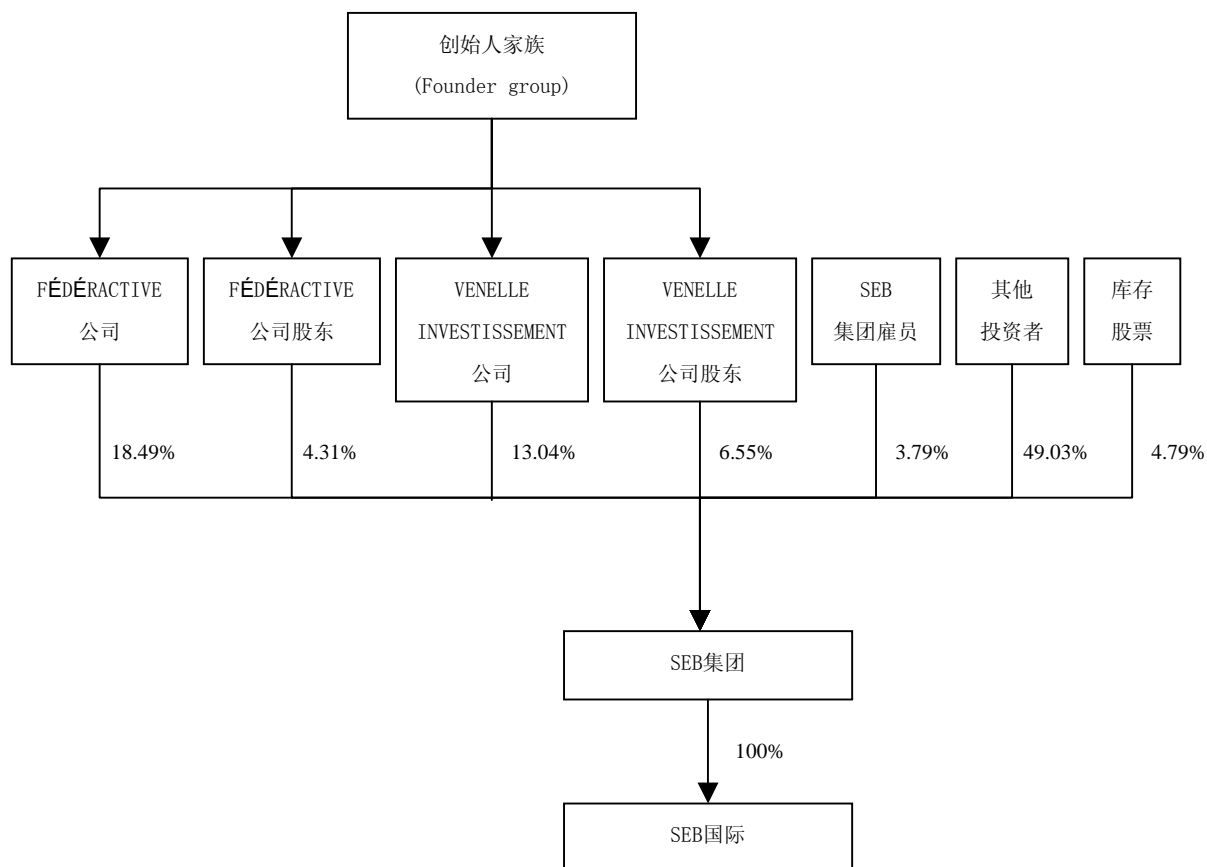 创始人家族
(Founder group)
FÉDÉRACTIVE
公司
FÉDÉRACTIVE
公司股东
VENELLE
INVESTISSEMENT
公司
VENELLE
INVESTISSEMENT
公司股东
SEB
集团雇员
其他
投资者
库存
股票
18.49%
4.31%
13.04%
6.55%
3.79%
49.03%
4.79%
SEB集团
100%
SEB国际